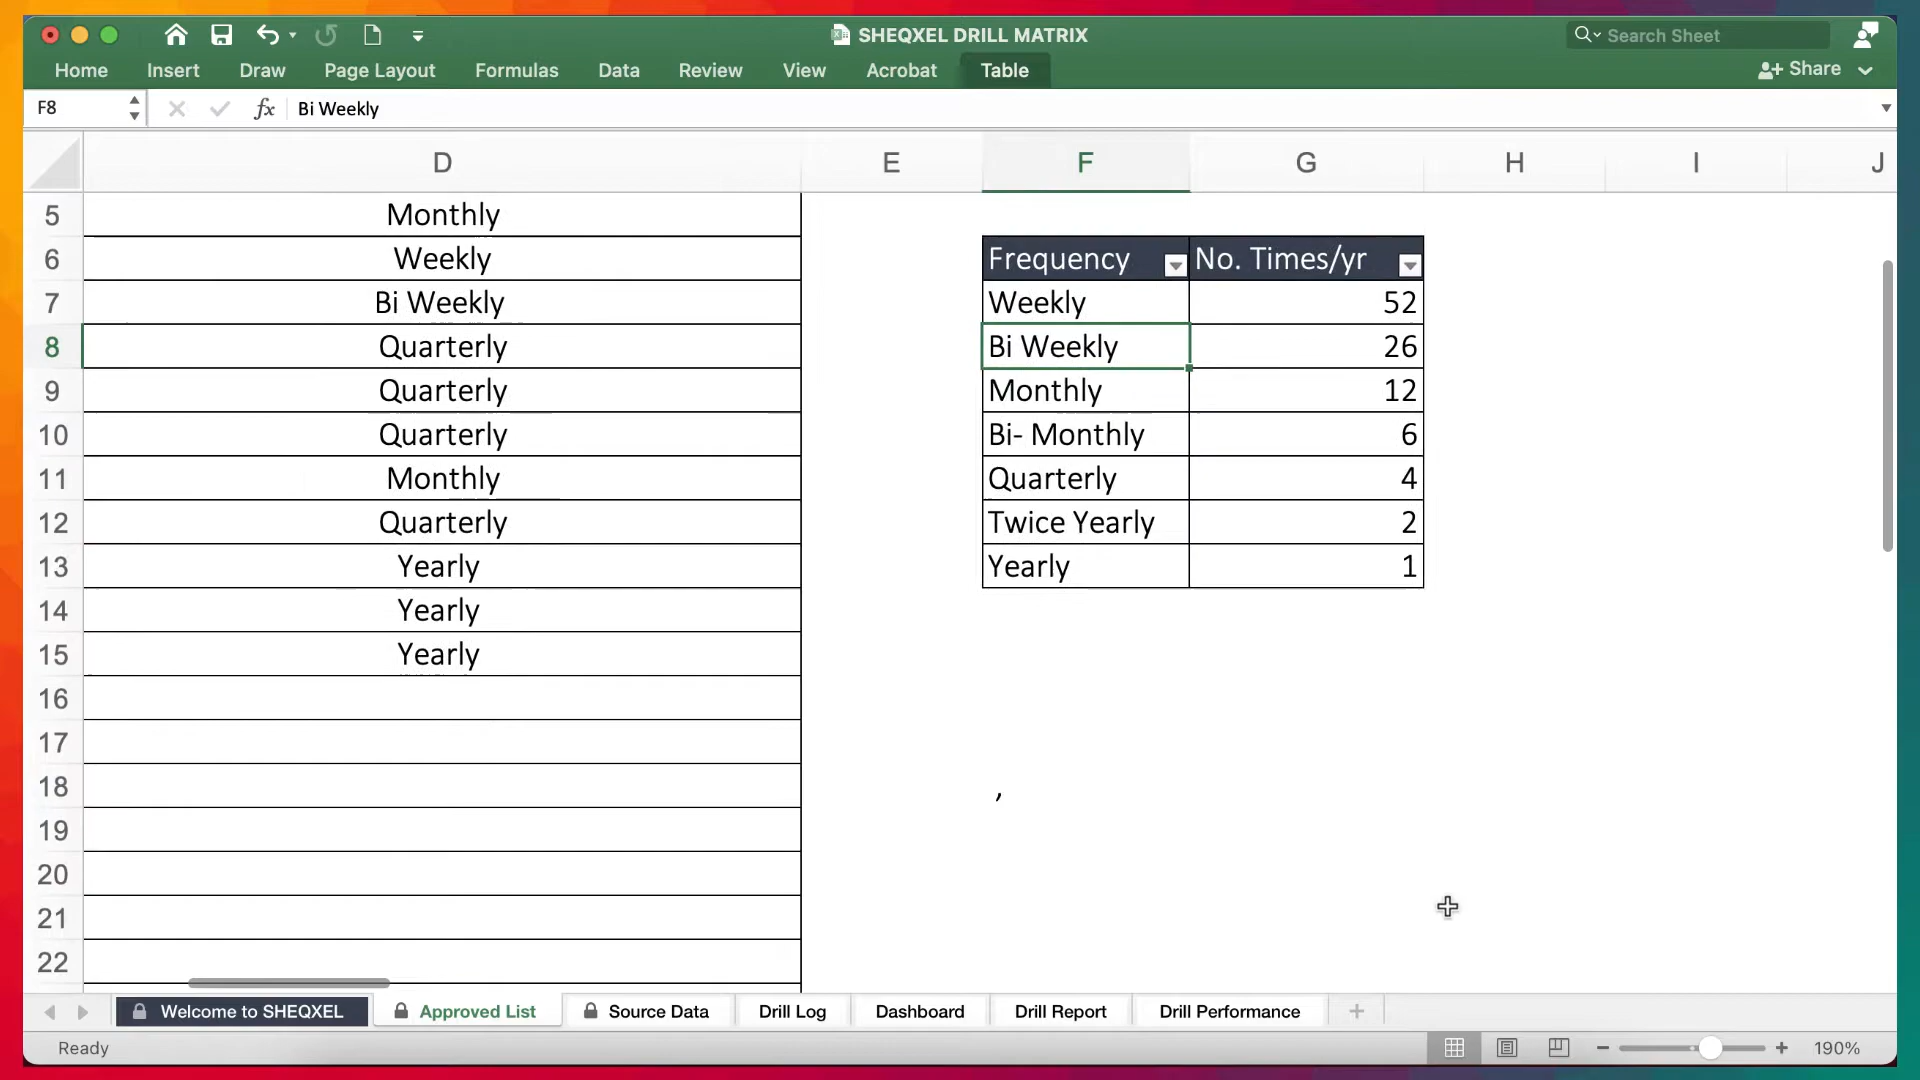 SHEQXEL DRILL MATRIX
Search Sheet
Home Insert Draw Page Layout Formulas Data Review View Acrobat Table
Share
F8 fx Bi Weekly
D E F G H I J
5 Monthly
6 Weekly Frequency No. Times/yr
7 Bi Weekly Weekly 52
8 Quarterly Bi Weekly 26
9 Quarterly Monthly 12
10 Quarterly Bi- Monthly 6
11 Monthly Quarterly 4
12 Quarterly Twice Yearly 2
13 Yearly Yearly 1
14 Yearly
15 Yearly
16
17
18 ,
19
20
21
22
Welcome to SHEQXEL Approved List Source Data Drill Log Dashboard Drill Report Drill Performance
Ready 190%